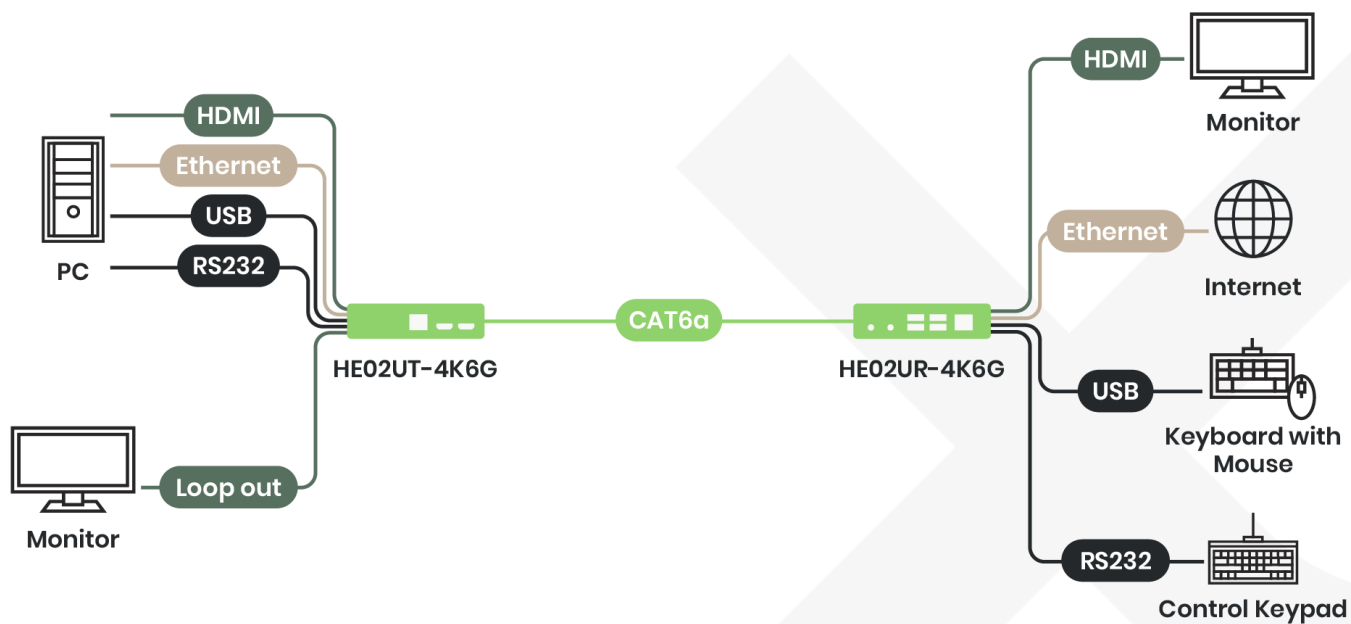 HDMI
Ethernet
USB
RS232
PC
Loop out
Monitor
HE02UT-4K6G
CAT6a
HE02UR-4K6G
HDMI
Monitor
Ethernet
Internet
USB
Keyboard with
Mouse
RS232
Control Keypad